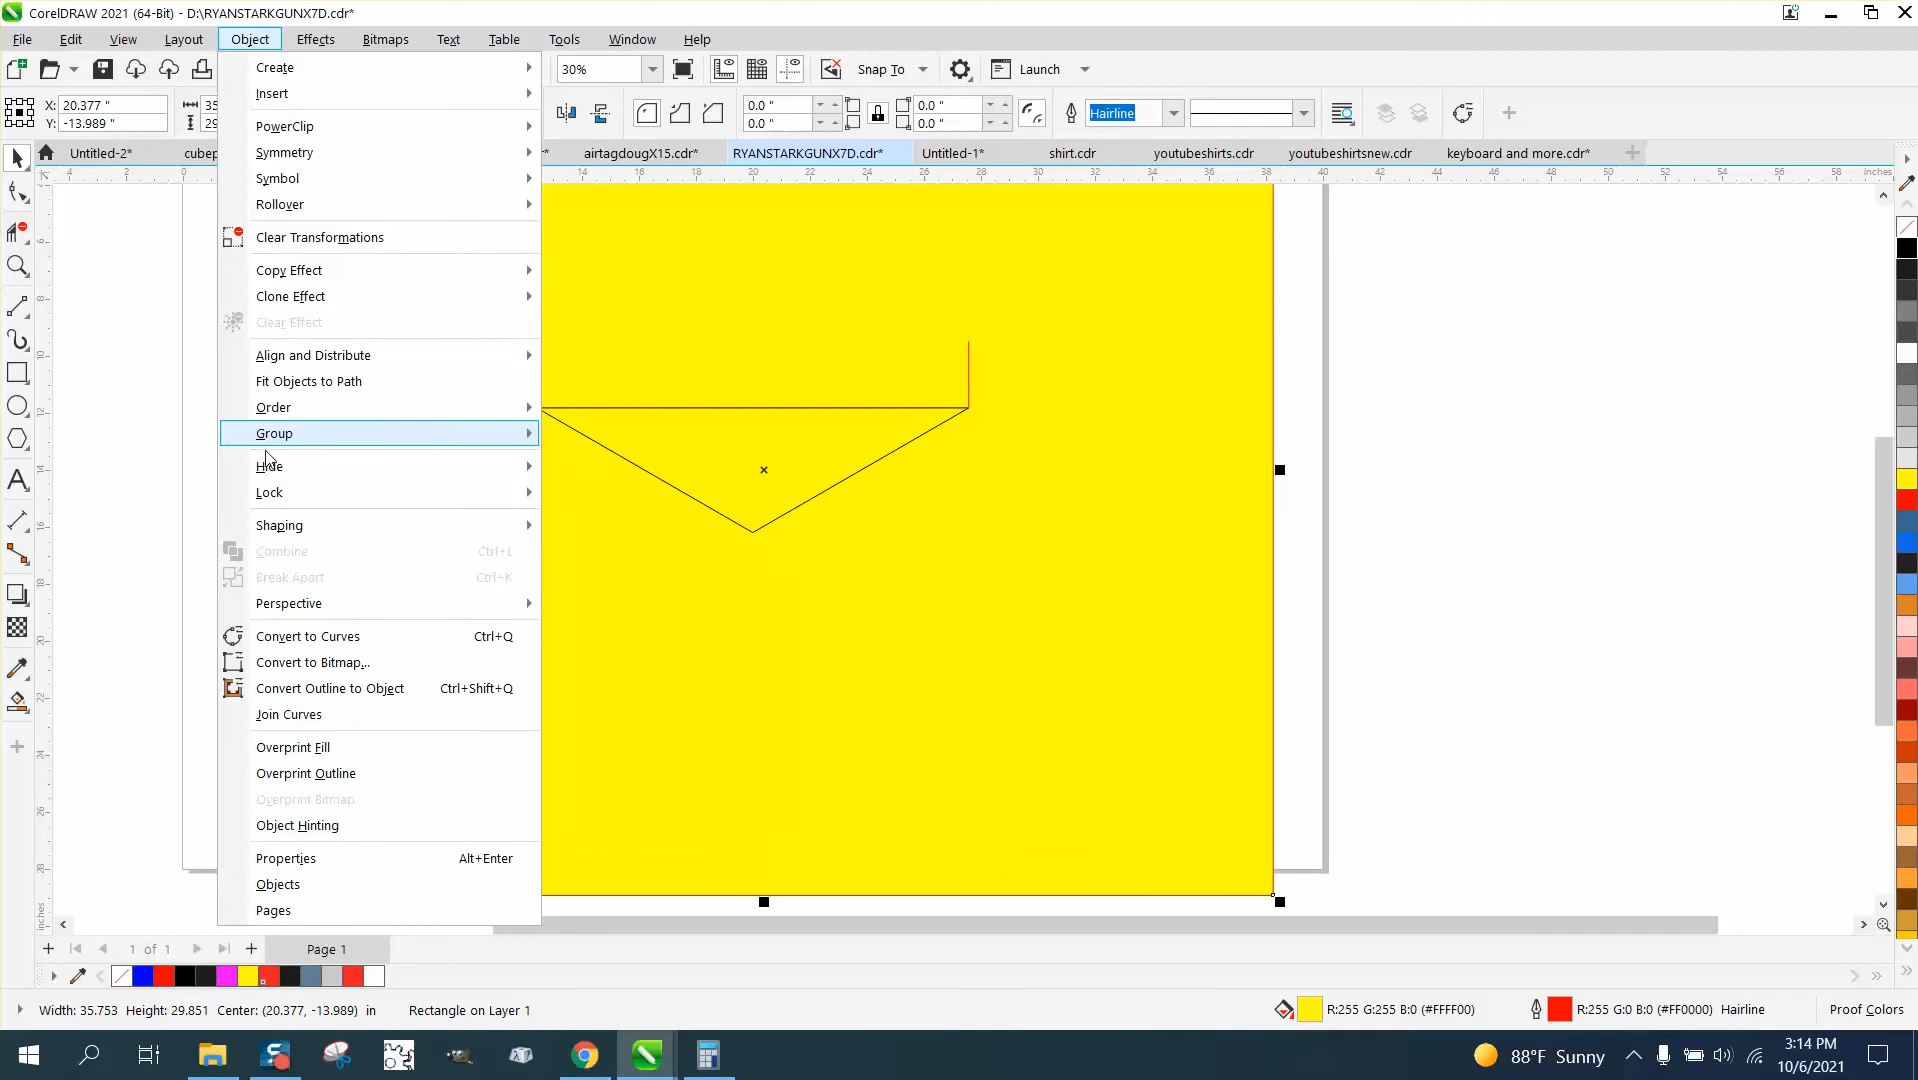 CorelDRAW 2021 (64-Bit) - D:\RYANSTARKGUNX7D.cdr*
File Edit View Layout Object Effects Bitmaps Text Table Tools Window Help
30% Snap To Launch
X: 20.377 " 35
Y: -13.989 " 29
0.0 " 0.0 "
0.0 " 0.0 "
Hairline
Untitled-2* cubep * airtagdougX15.cdr* RYANSTARKGUNX7D.cdr* Untitled-1* shirt.cdr youtubeshirts.cdr youtubeshirtsnew.cdr keyboard and more.cdr*
4 2 0 14 16 18 20 22 24 26 28 30 32 34 36 38 40 42 44 46 48 50 52 54 56 58 inches
Create
Insert
PowerClip
Symmetry
Symbol
Rollover
Clear Transformations
Copy Effect
Clone Effect
Clear Effect
Align and Distribute
Fit Objects to Path
Order
Group
Hide
Lock
Shaping
Combine Ctrl+L
Break Apart Ctrl+K
Perspective
Convert to Curves Ctrl+Q
Convert to Bitmap...
Convert Outline to Object Ctrl+Shift+Q
Join Curves
Overprint Fill
Overprint Outline
Overprint Bitmap
Object Hinting
Properties Alt+Enter
Objects
Pages
1 of 1 Page 1
Width: 35.753 Height: 29.851 Center: (20.377, -13.989) in Rectangle on Layer 1 R:255 G:255 B:0 (#FFFF00) R:255 G:0 B:0 (#FF0000) Hairline Proof Colors
88°F Sunny
3:14 PM
10/6/2021